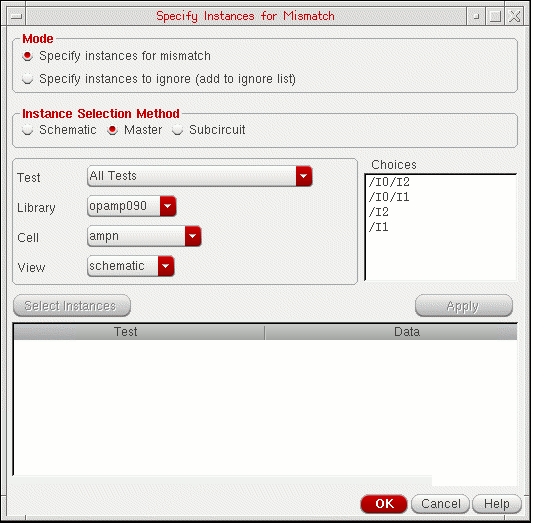 Specify Instances for Mismatch
Mode
Specify instances for mismatch
Specify instances to ignore (add to ignore list)
Instance Selection Method
Schematic Master Subcircuit
Test All Tests
Library opamp090
Cell ampn
View schematic
Choices
/I0/I2
/I0/I1
/I2
/I1
Select Instances Apply
Test Data
OK Cancel Help